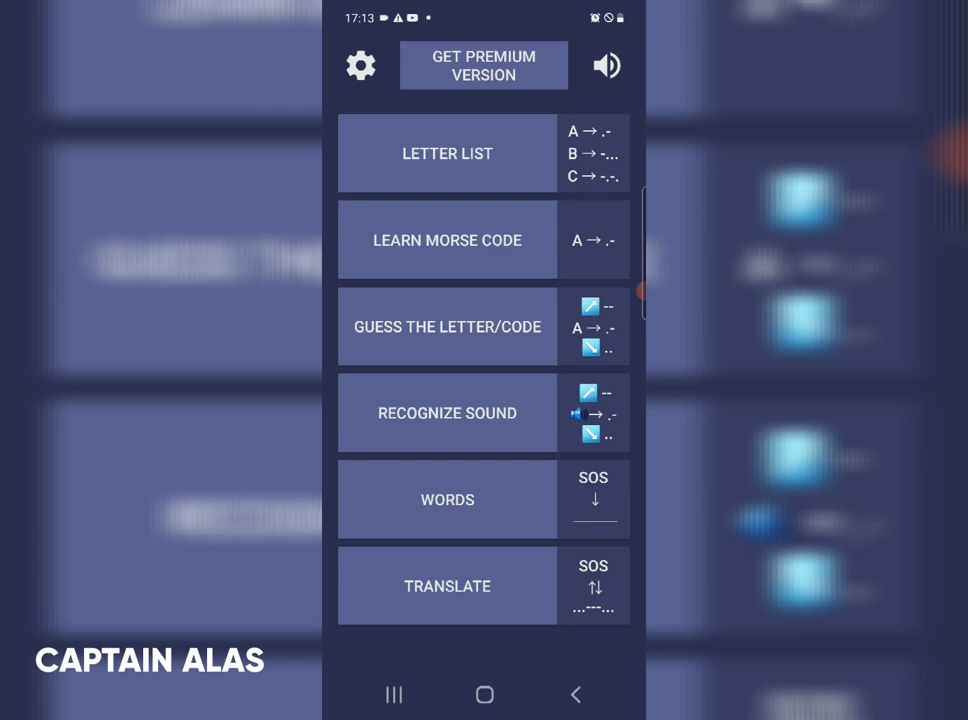 17:13
GET PREMIUM
VERSION
LETTER LIST
A → .-
B → -...
C → -.-.
LEARN MORSE CODE
A → .-
GUESS THE LETTER/CODE
↗ --
A → .-
↘ ..
RECOGNIZE SOUND
↗ --
🔊→ .-
↘ ..
WORDS
SOS
↓
TRANSLATE
SOS
⇅
...---...
CAPTAIN ALAS